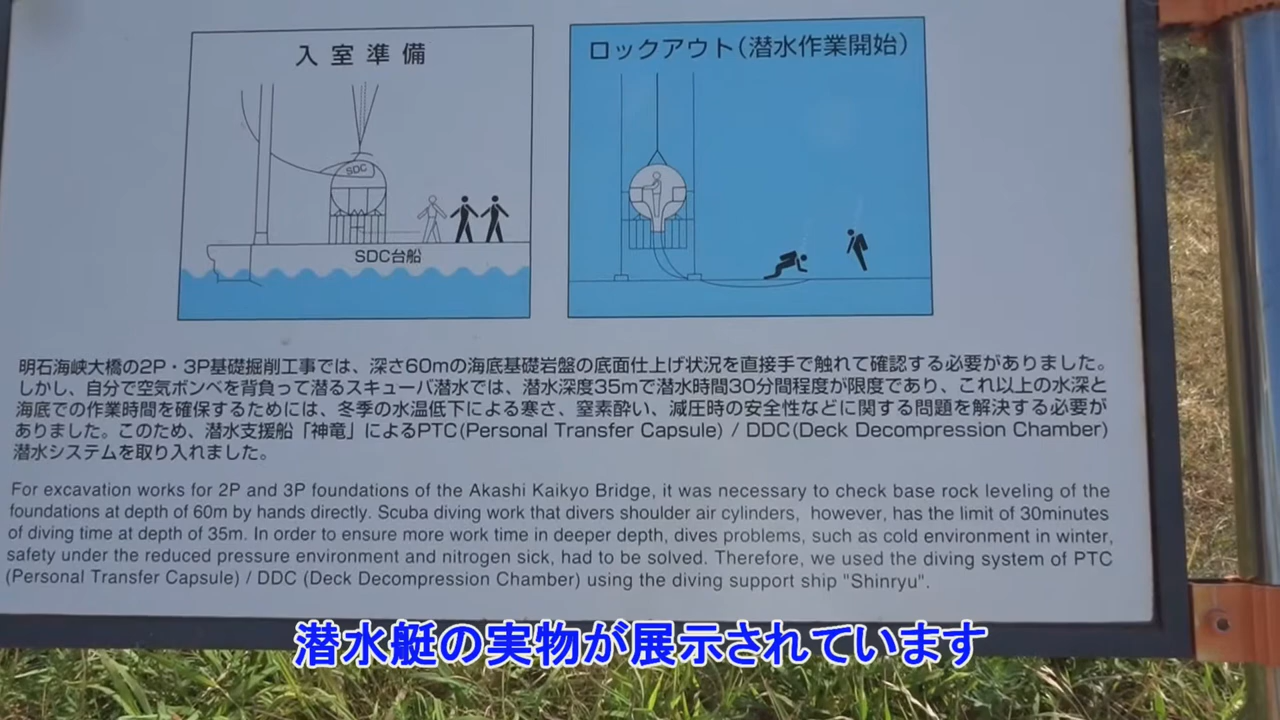 入室準備
SDC
SDC台船
ロックアウト(潜水作業開始)
明石海峡大橋の2P・3P基礎掘削工事では、深さ60mの海底基礎岩盤の底面仕上げ状況を直接手で触れて確認する必要がありました。
しかし、自分で空気ボンベを背負って潜るスキューバ潜水では、潜水深度35mで潜水時間30分間程度が限度であり、これ以上の水深と
海底での作業時間を確保するためには、冬季の水温低下による寒さ、窒素酔い、減圧時の安全性などに関する問題を解決する必要が
ありました。このため、潜水支援船「神竜」によるPTC(Personal Transfer Capsule) / DDC(Deck Decompression Chamber)
潜水システムを取り入れました。
For excavation works for 2P and 3P foundations of the Akashi Kaikyo Bridge, it was necessary to check base rock leveling of the
foundations at depth of 60m by hands directly. Scuba diving work that divers shoulder air cylinders, however, has the limit of 30minutes
of diving time at depth of 35m. In order to ensure more work time in deeper depth, dives problems, such as cold environment in winter,
safety under the reduced pressure environment and nitrogen sick, had to be solved. Therefore, we used the diving system of PTC
(Personal Transfer Capsule) / DDC (Deck Decompression Chamber) using the diving support ship "Shinryu".
潜水艇の実物が展示されています